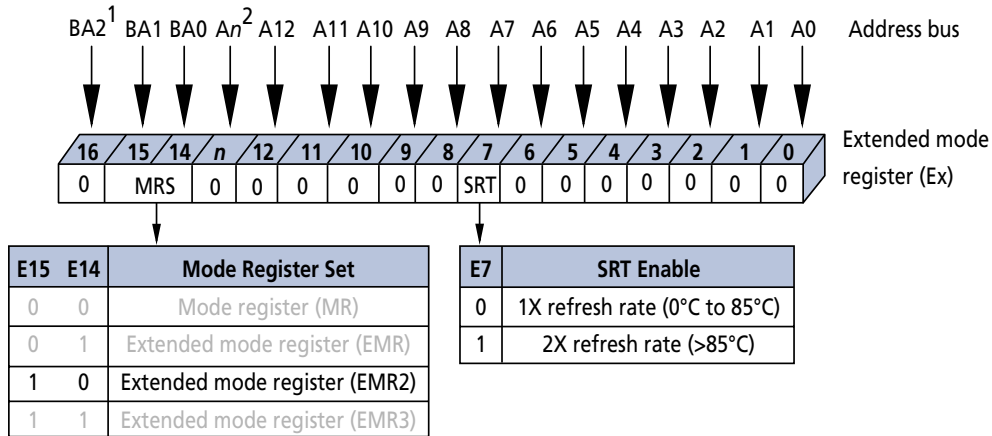 BA2¹ BA1 BA0 An² A12 A11 A10 A9 A8 A7 A6 A5 A4 A3 A2 A1 A0 Address bus
16 15 14 n 12 11 10 9 8 7 6 5 4 3 2 1 0
0 MRS 0 0 0 0 0 0 SRT 0 0 0 0 0 0 0
Extended mode
register (Ex)
E15 E14 Mode Register Set
0 0 Mode register (MR)
0 1 Extended mode register (EMR)
1 0 Extended mode register (EMR2)
1 1 Extended mode register (EMR3)
E7 SRT Enable
0 1X refresh rate (0°C to 85°C)
1 2X refresh rate (>85°C)